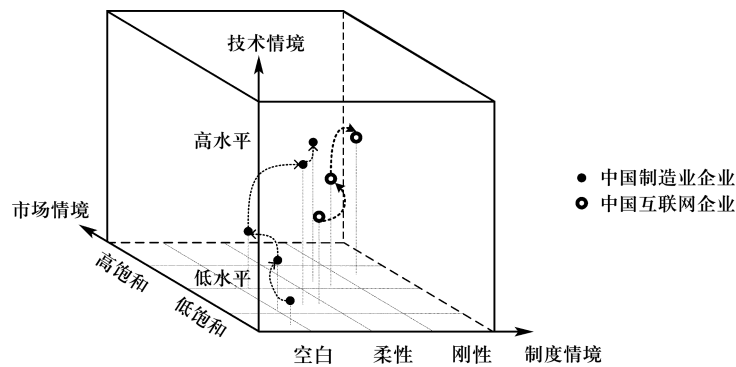 技术情境
高水平
中国制造业企业
中国互联网企业
市场情境
高饱和
低水平
低饱和
空白
柔性
刚性
制度情境